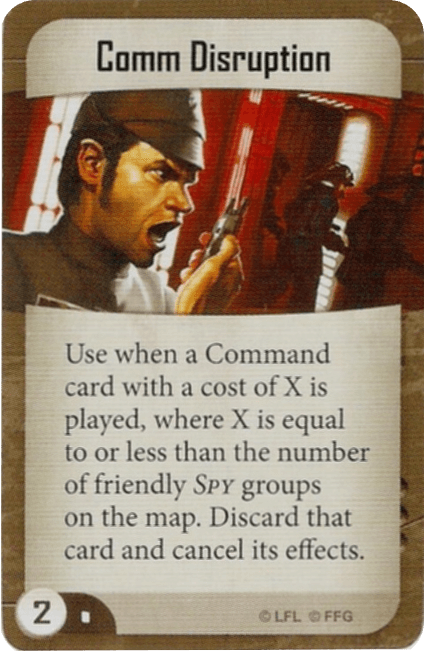 Comm Disruption
Use when a Command
card with a cost of X is
played, where X is equal
to or less than the number
of friendly SPY groups
on the map. Discard that
card and cancel its effects.
2
© LFL © FFG